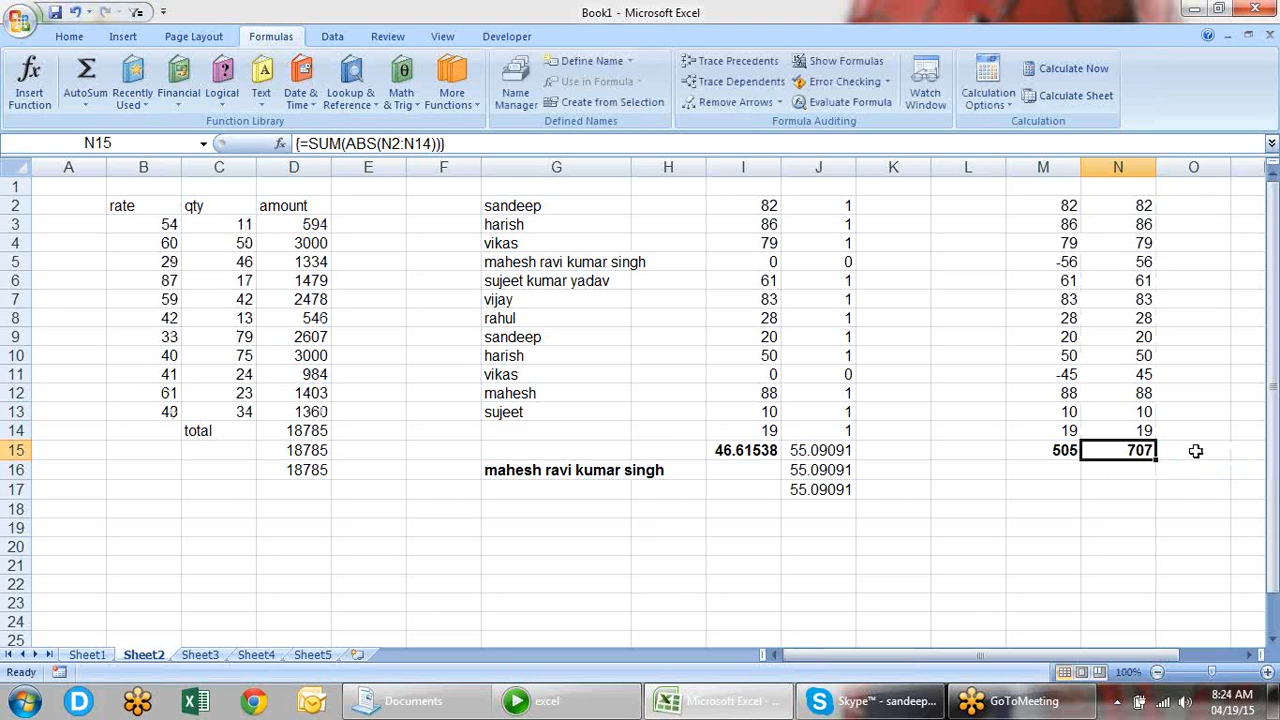 Book1 - Microsoft Excel
Home Insert Page Layout Formulas Data Review View Developer
Insert Function
AutoSum
Recently Used
Financial
Logical
Text
Date & Time
Lookup & Reference
Math & Trig
More Functions
Function Library
Name Manager
Define Name
Use in Formula
Create from Selection
Defined Names
Trace Precedents
Trace Dependents
Remove Arrows
Show Formulas
Error Checking
Evaluate Formula
Formula Auditing
Watch Window
Calculation Options
Calculate Now
Calculate Sheet
Calculation
N15 fx {=SUM(ABS(N2:N14))}
A B C D E F G H I J K L M N O
1
2 rate qty amount sandeep 82 1 82 82
3 54 11 594 harish 86 1 86 86
4 60 50 3000 vikas 79 1 79 79
5 29 46 1334 mahesh ravi kumar singh 0 0 -56 56
6 87 17 1479 sujeet kumar yadav 61 1 61 61
7 59 42 2478 vijay 83 1 83 83
8 42 13 546 rahul 28 1 28 28
9 33 79 2607 sandeep 20 1 20 20
10 40 75 3000 harish 50 1 50 50
11 41 24 984 vikas 0 0 -45 45
12 61 23 1403 mahesh 88 1 88 88
13 40 34 1360 sujeet 10 1 10 10
14 total 18785 19 1 19 19
15 18785 46.61538 55.09091 505 707
16 18785 mahesh ravi kumar singh 55.09091
17 55.09091
18
19
20
21
22
23
24
25
Sheet1 Sheet2 Sheet3 Sheet4 Sheet5
Ready 100%
Documents excel Microsoft Excel - ... Skype™ - sandeep... GoToMeeting 8:24 AM
04/19/15